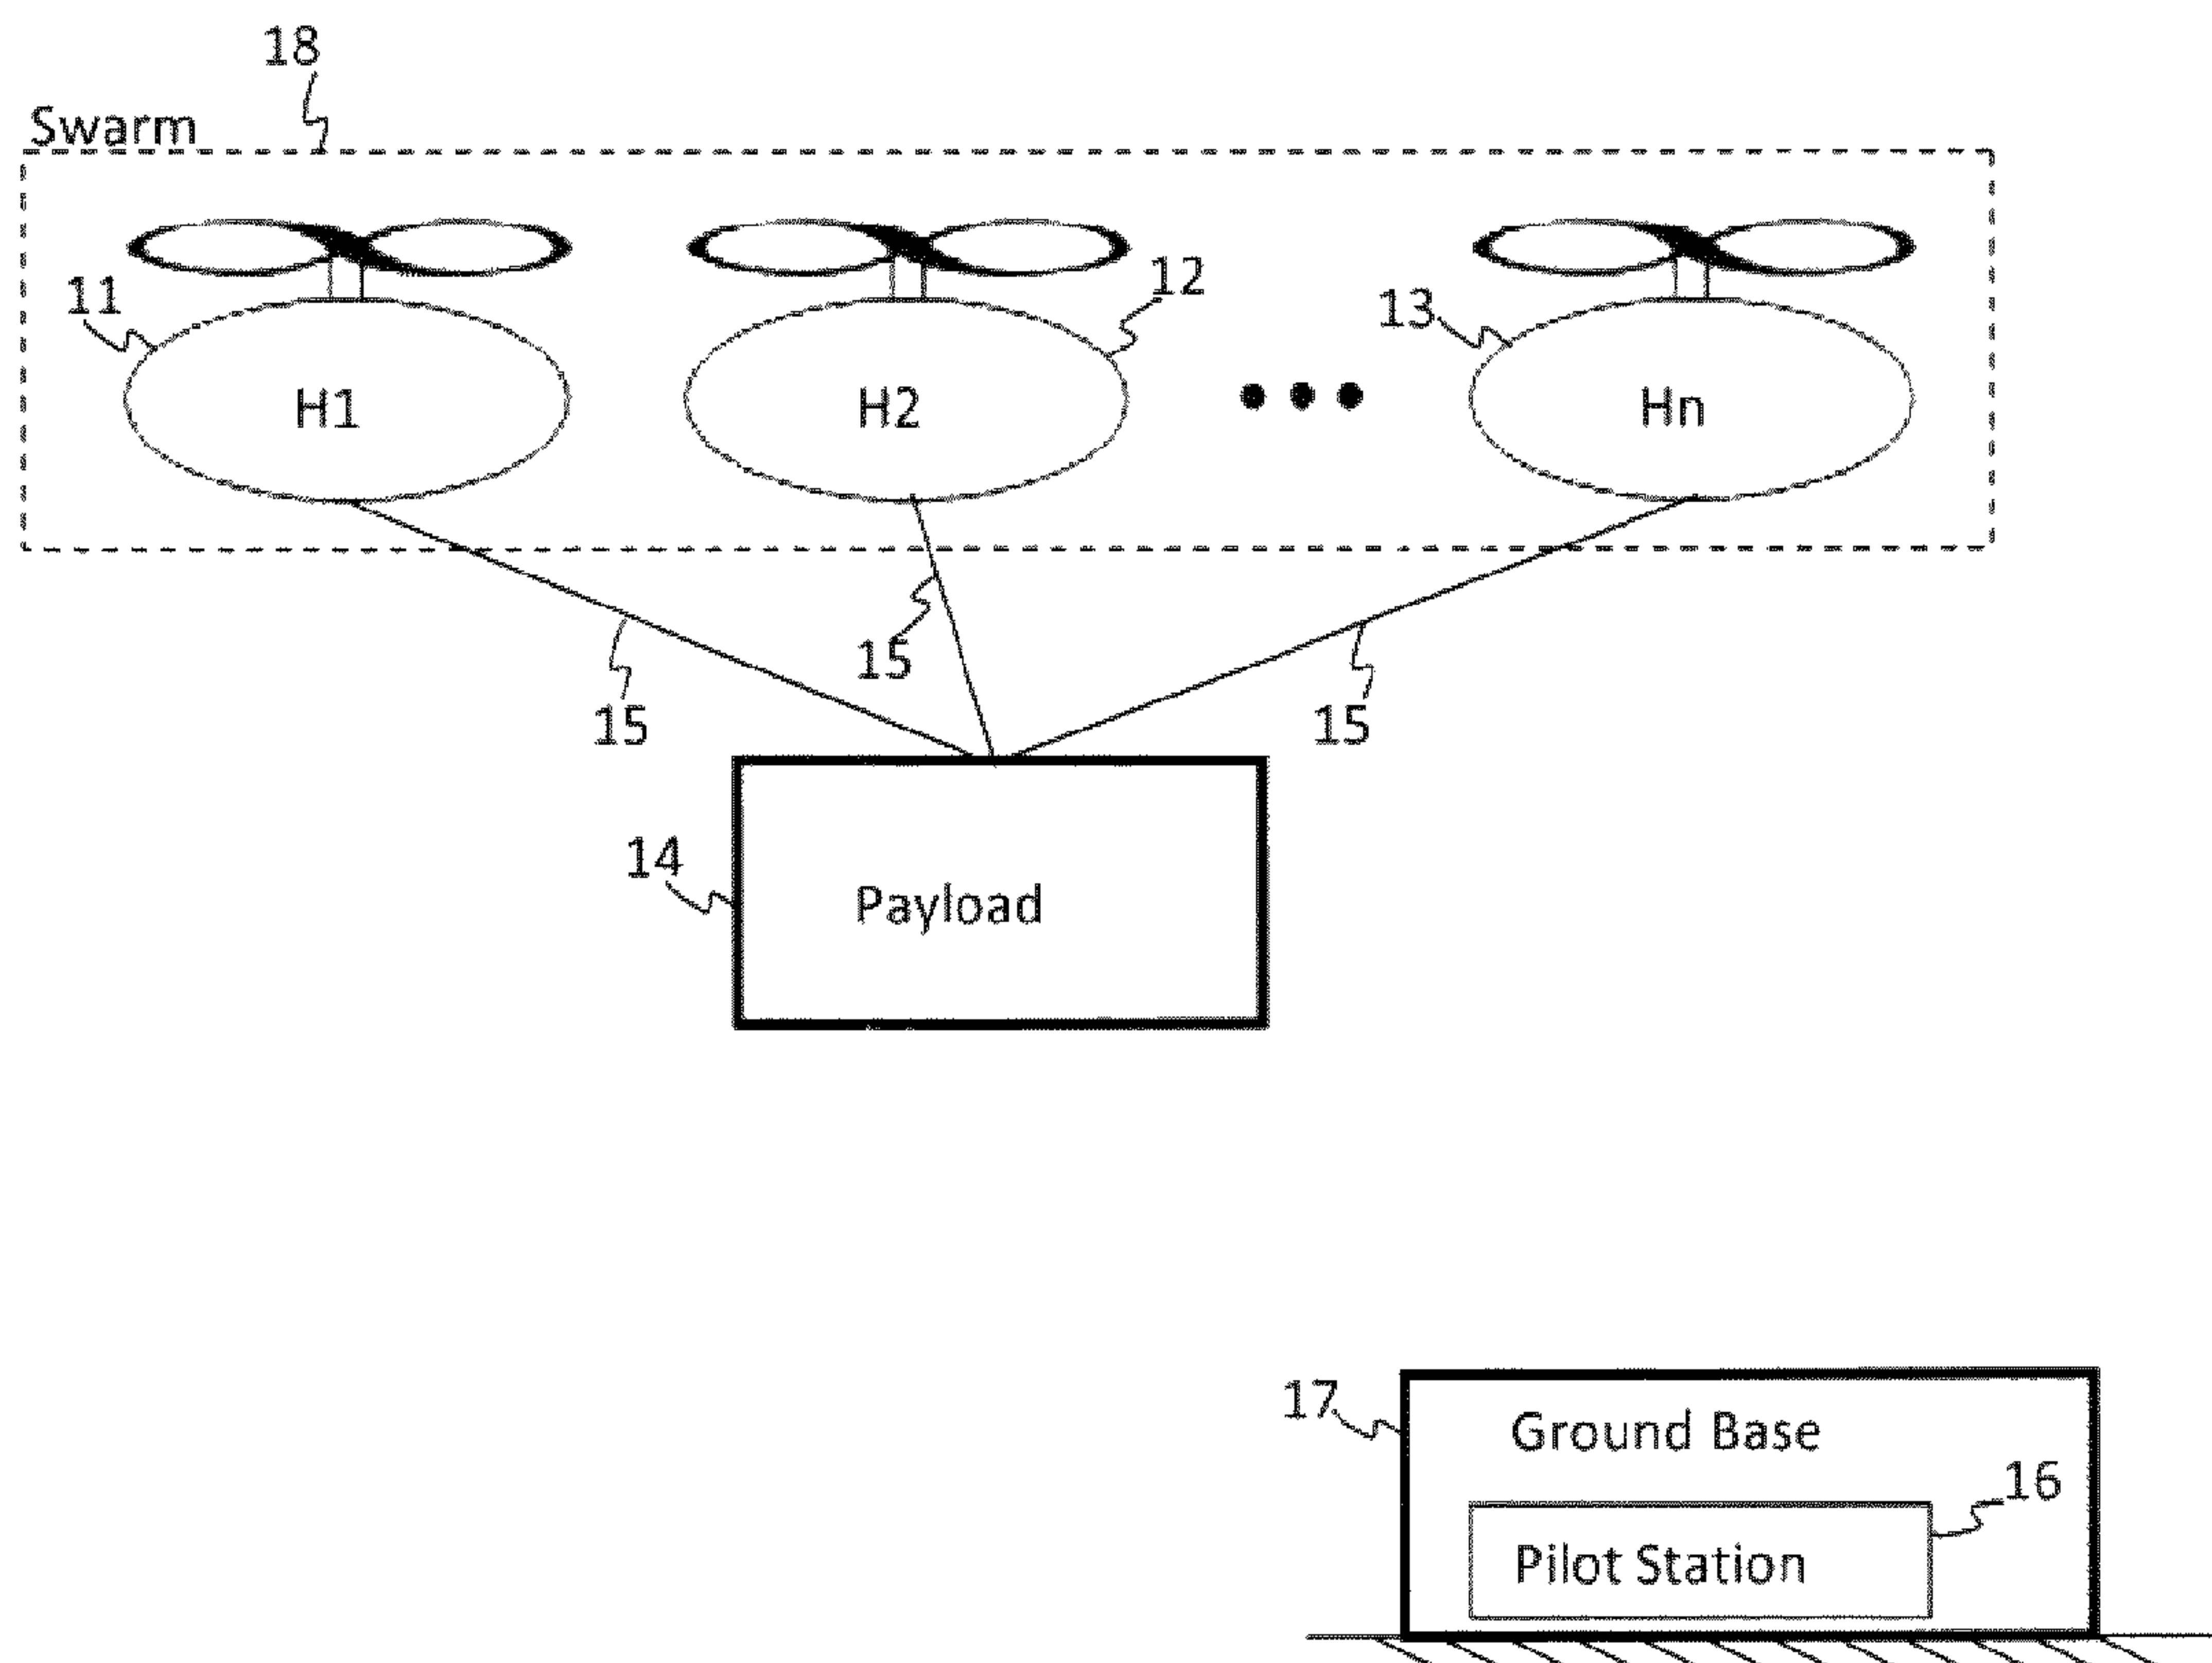 18
Swarm
11
12
13
H1
H2
Hn
15
15
15
14
Payload
17
Ground Base
16
Pilot Station